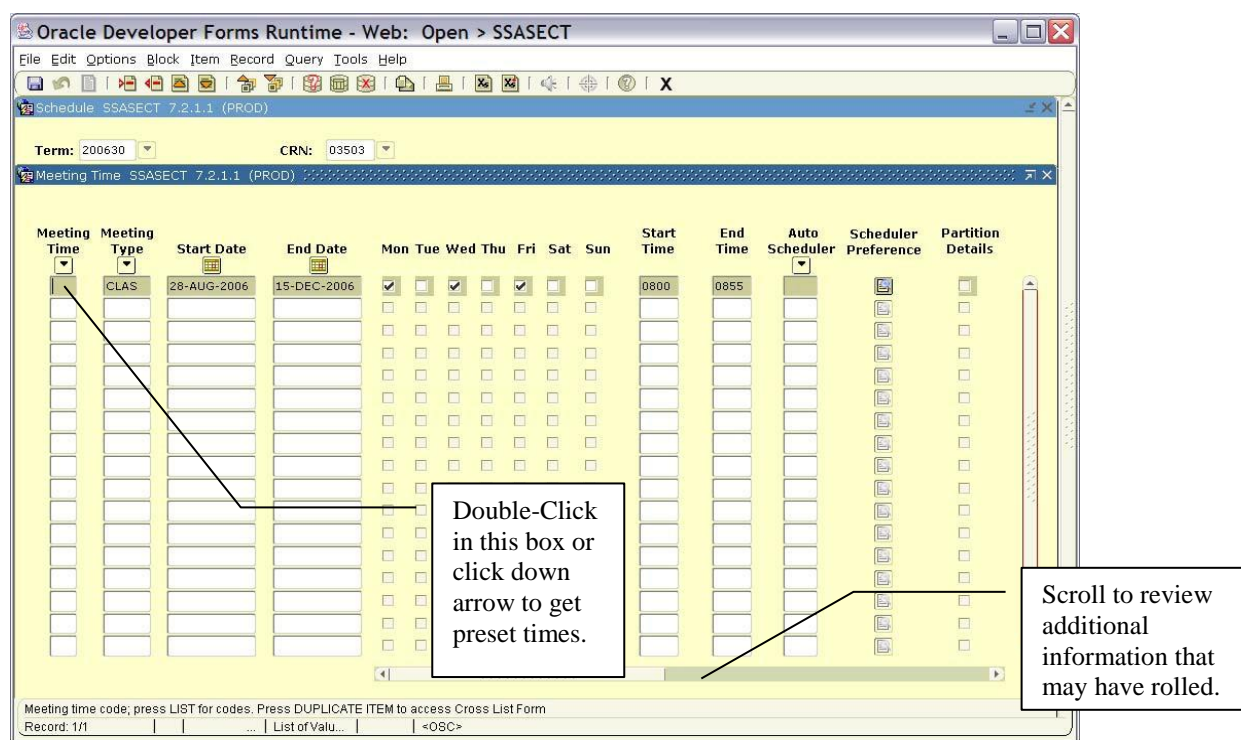 Oracle Developer Forms Runtime - Web: Open > SSASECT
File Edit Options Block Item Record Query Tools Help
X
Schedule SSASECT 7.2.1.1 (PROD)
Term: 200630 CRN: 03503
Meeting Time SSASECT 7.2.1.1 (PROD)
Meeting Meeting Start End Auto Scheduler Partition
Time Type Start Date End Date Mon Tue Wed Thu Fri Sat Sun Time Time Scheduler Preference Details
CLAS 28-AUG-2006 15-DEC-2006 0800 0855
Double-Click
in this box or
click down
arrow to get
preset times.
Scroll to review
additional
information that
may have rolled.
Meeting time code; press LIST for codes. Press DUPLICATE ITEM to access Cross List Form
Record: 1/1 ... List of Valu... <OSC>